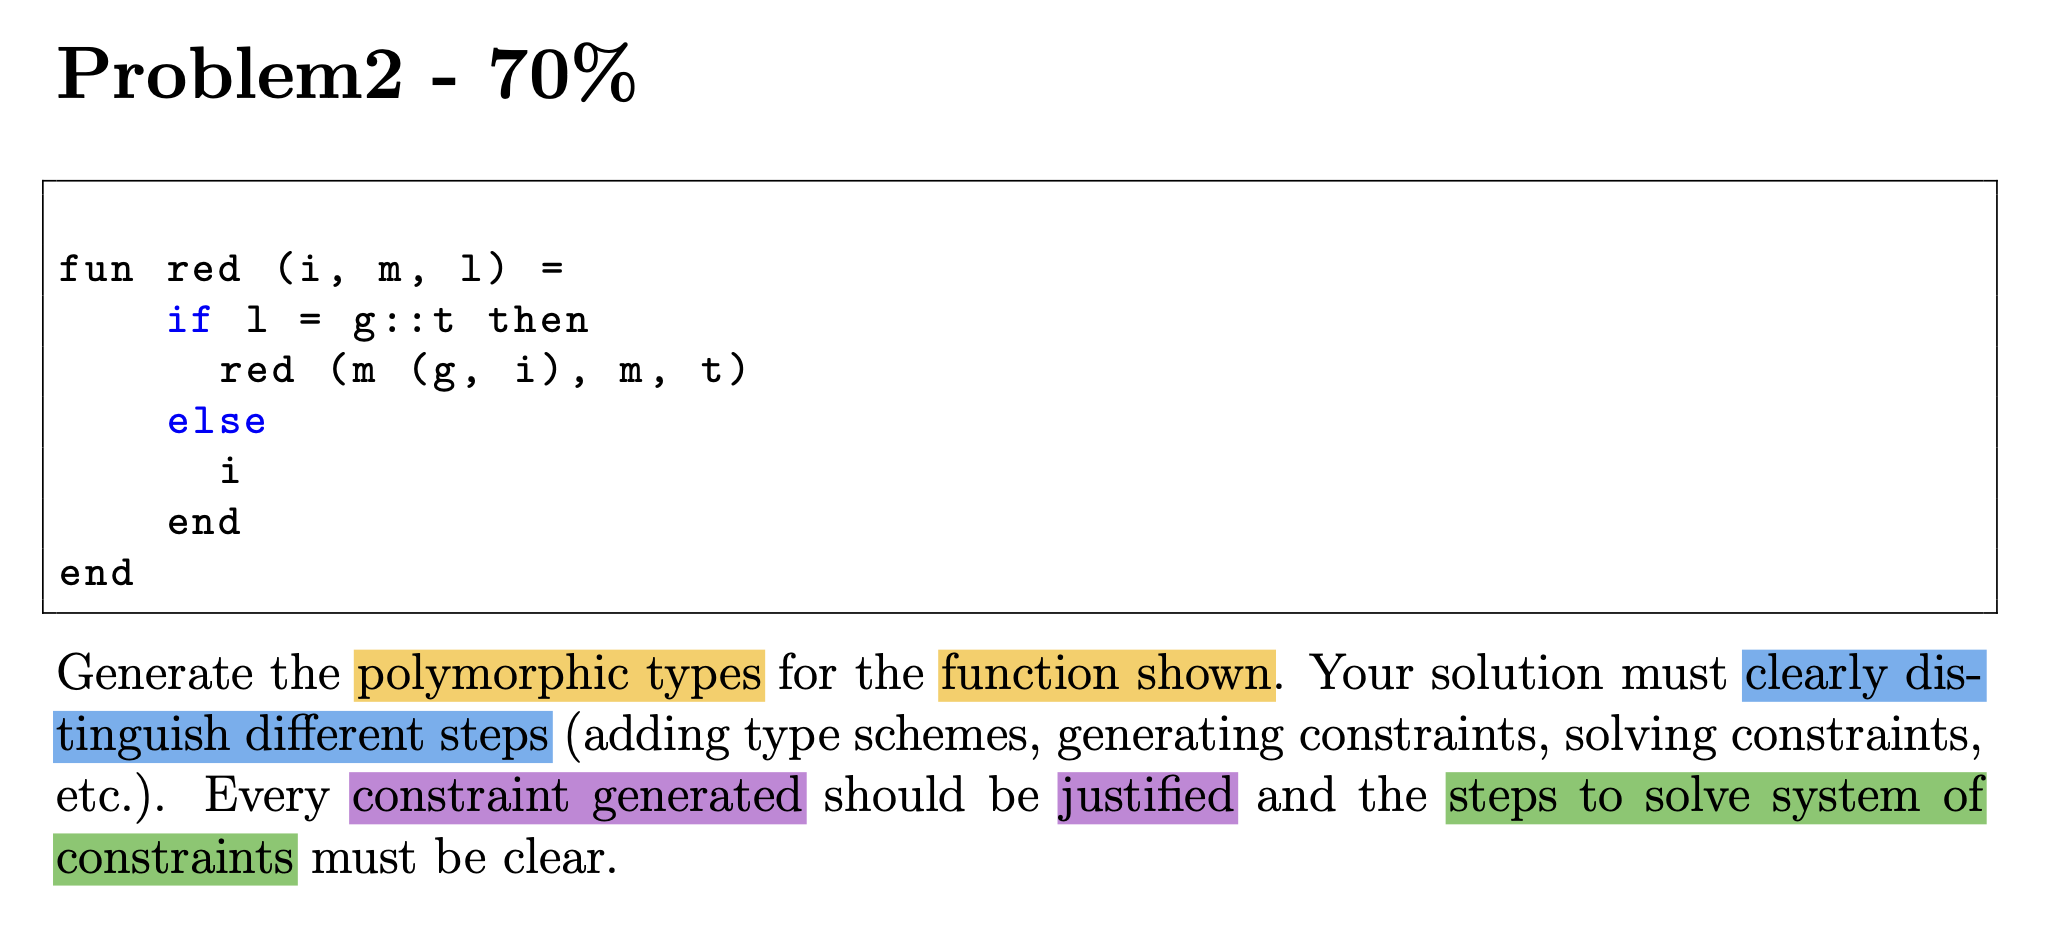 Problem2 - 70%
fun red (i, m, l) =
if l = g::t then
red (m (g, i), m, t)
else
i
end
end
Generate the polymorphic types for the function shown. Your solution must clearly dis-
tinguish different steps (adding type schemes, generating constraints, solving constraints,
etc.). Every constraint generated should be justified and the steps to solve system of
constraints must be clear.